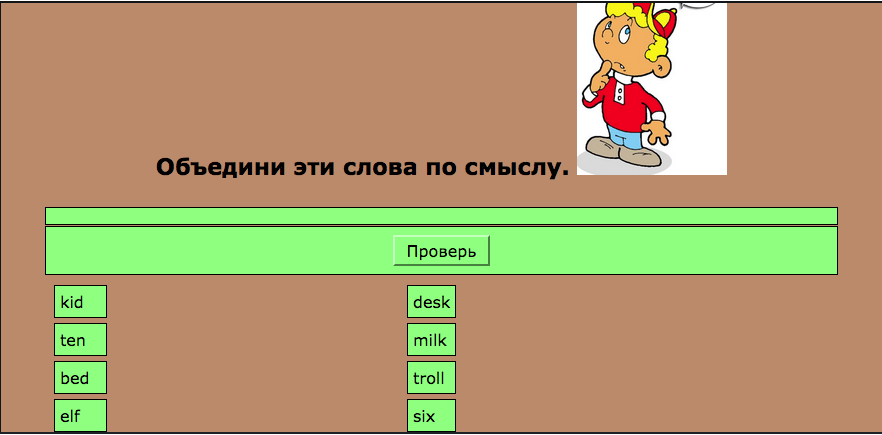 Объедини эти слова по смыслу.
Проверь
kid
desk
ten
milk
bed
troll
elf
six